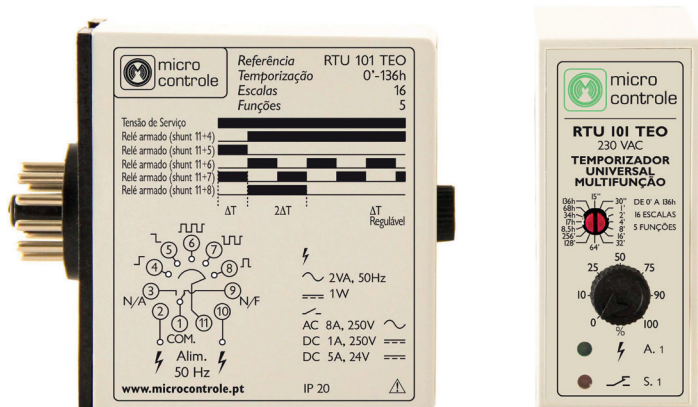 micro
controle
Referência RTU 101 TEO
Temporização 0'-136h
Escalas 16
Funções 5
Tensão de Serviço
Relé armado (shunt 11÷4)
Relé armado (shunt 11÷5)
Relé armado (shunt 11÷6)
Relé armado (shunt 11÷7)
Relé armado (shunt 11÷8)
ΔT 2ΔT ΔT
Regulável
6
5 7
4 8
3 9
N/A N/F
2 1 11 10
COM.
Alim.
50 Hz
2VA, 50Hz
1W
AC 8A, 250V
DC 1A, 250V
DC 5A, 24V
www.microcontrole.pt IP 20
micro
controle
RTU 101 TEO
230 VAC
TEMPORIZADOR
UNIVERSAL
MULTIFUNÇÃO
15"
136h 30"
68h 1'
34h 2'
17h 4'
8,5h 8'
256' 16'
128' 32'
64'
DE 0' A 136h
16 ESCALAS
5 FUNÇÕES
50
25 75
10 90
0 100
%
A. 1
S. 1